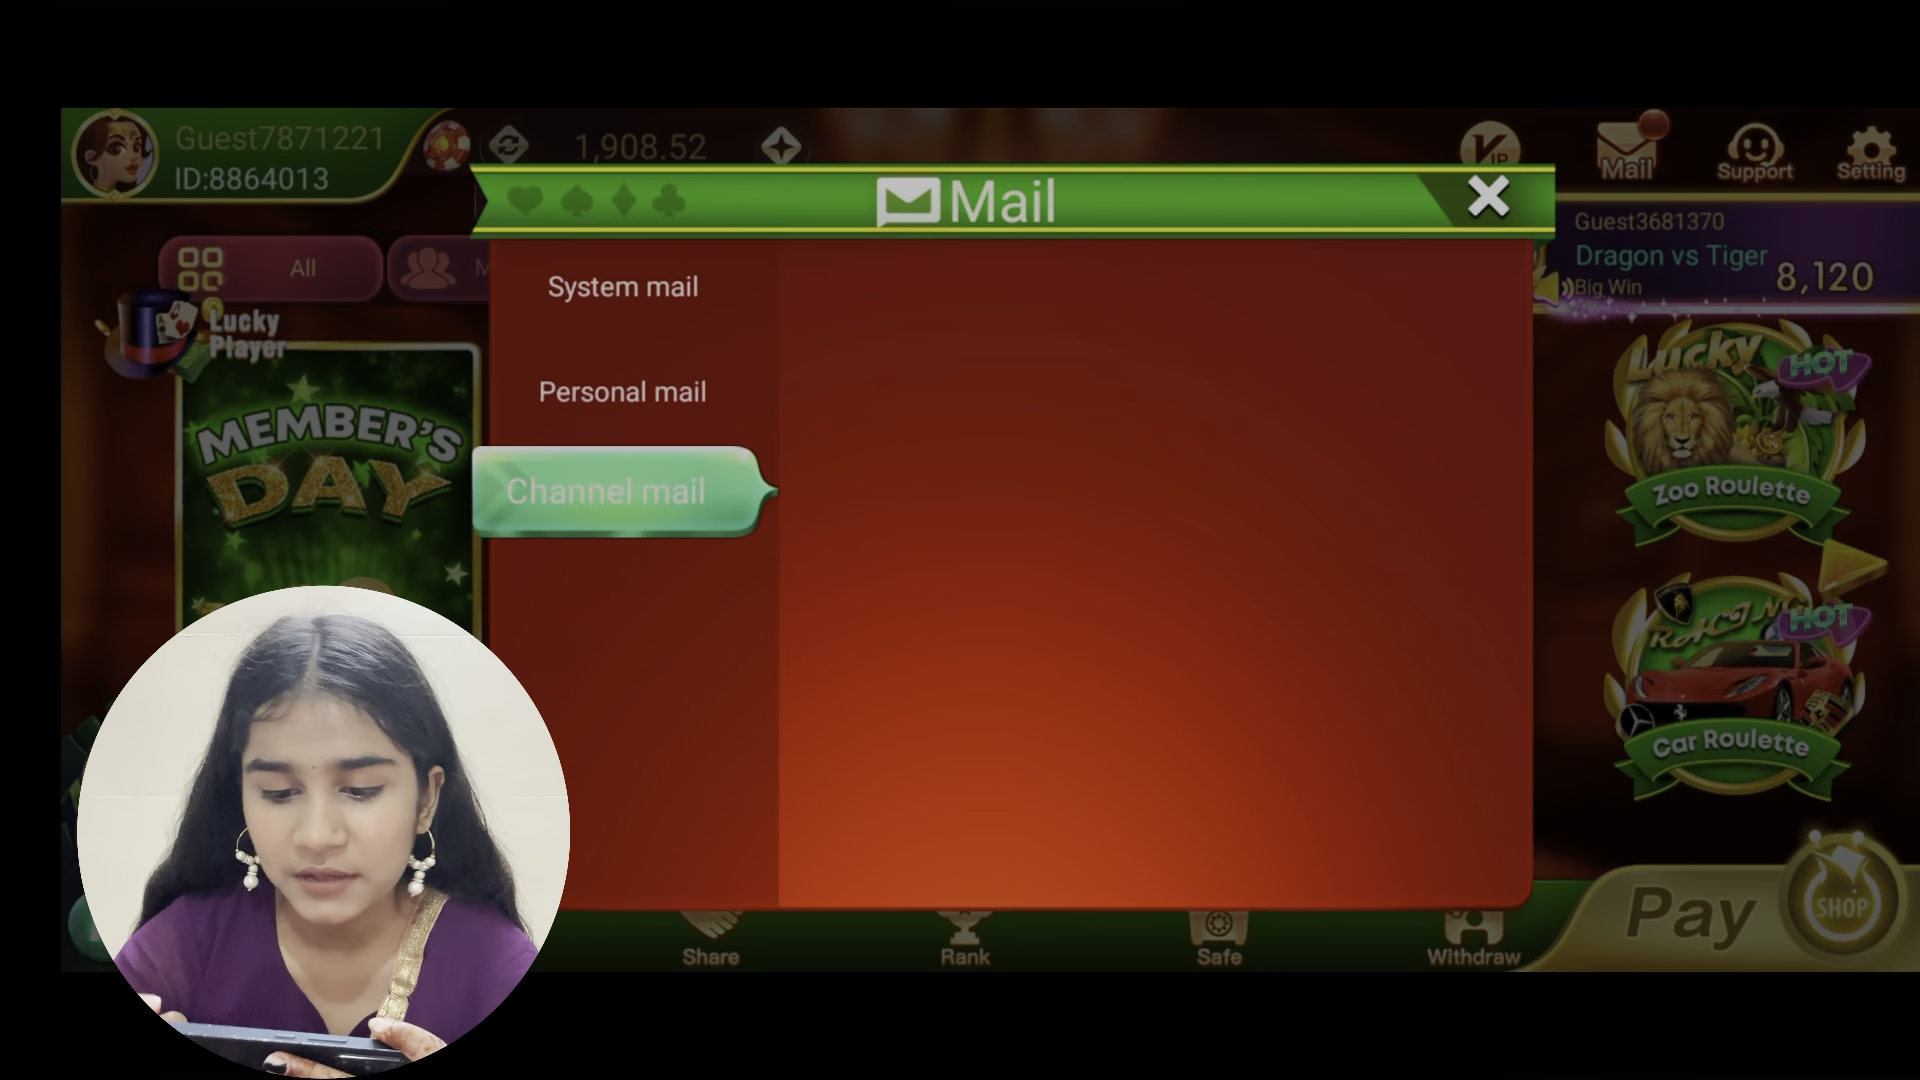 Guest7871221
ID:8864013
1,908.52
VIP
Mail
Support
Setting
Mail
Guest3681370
Dragon vs Tiger
Big Win
8,120
All
M
Lucky
Player
MEMBER'S
DAY
System mail
Personal mail
Channel mail
Lucky
HOT
Zoo Roulette
RACING
HOT
Car Roulette
Share
Rank
Safe
Withdraw
Pay
SHOP